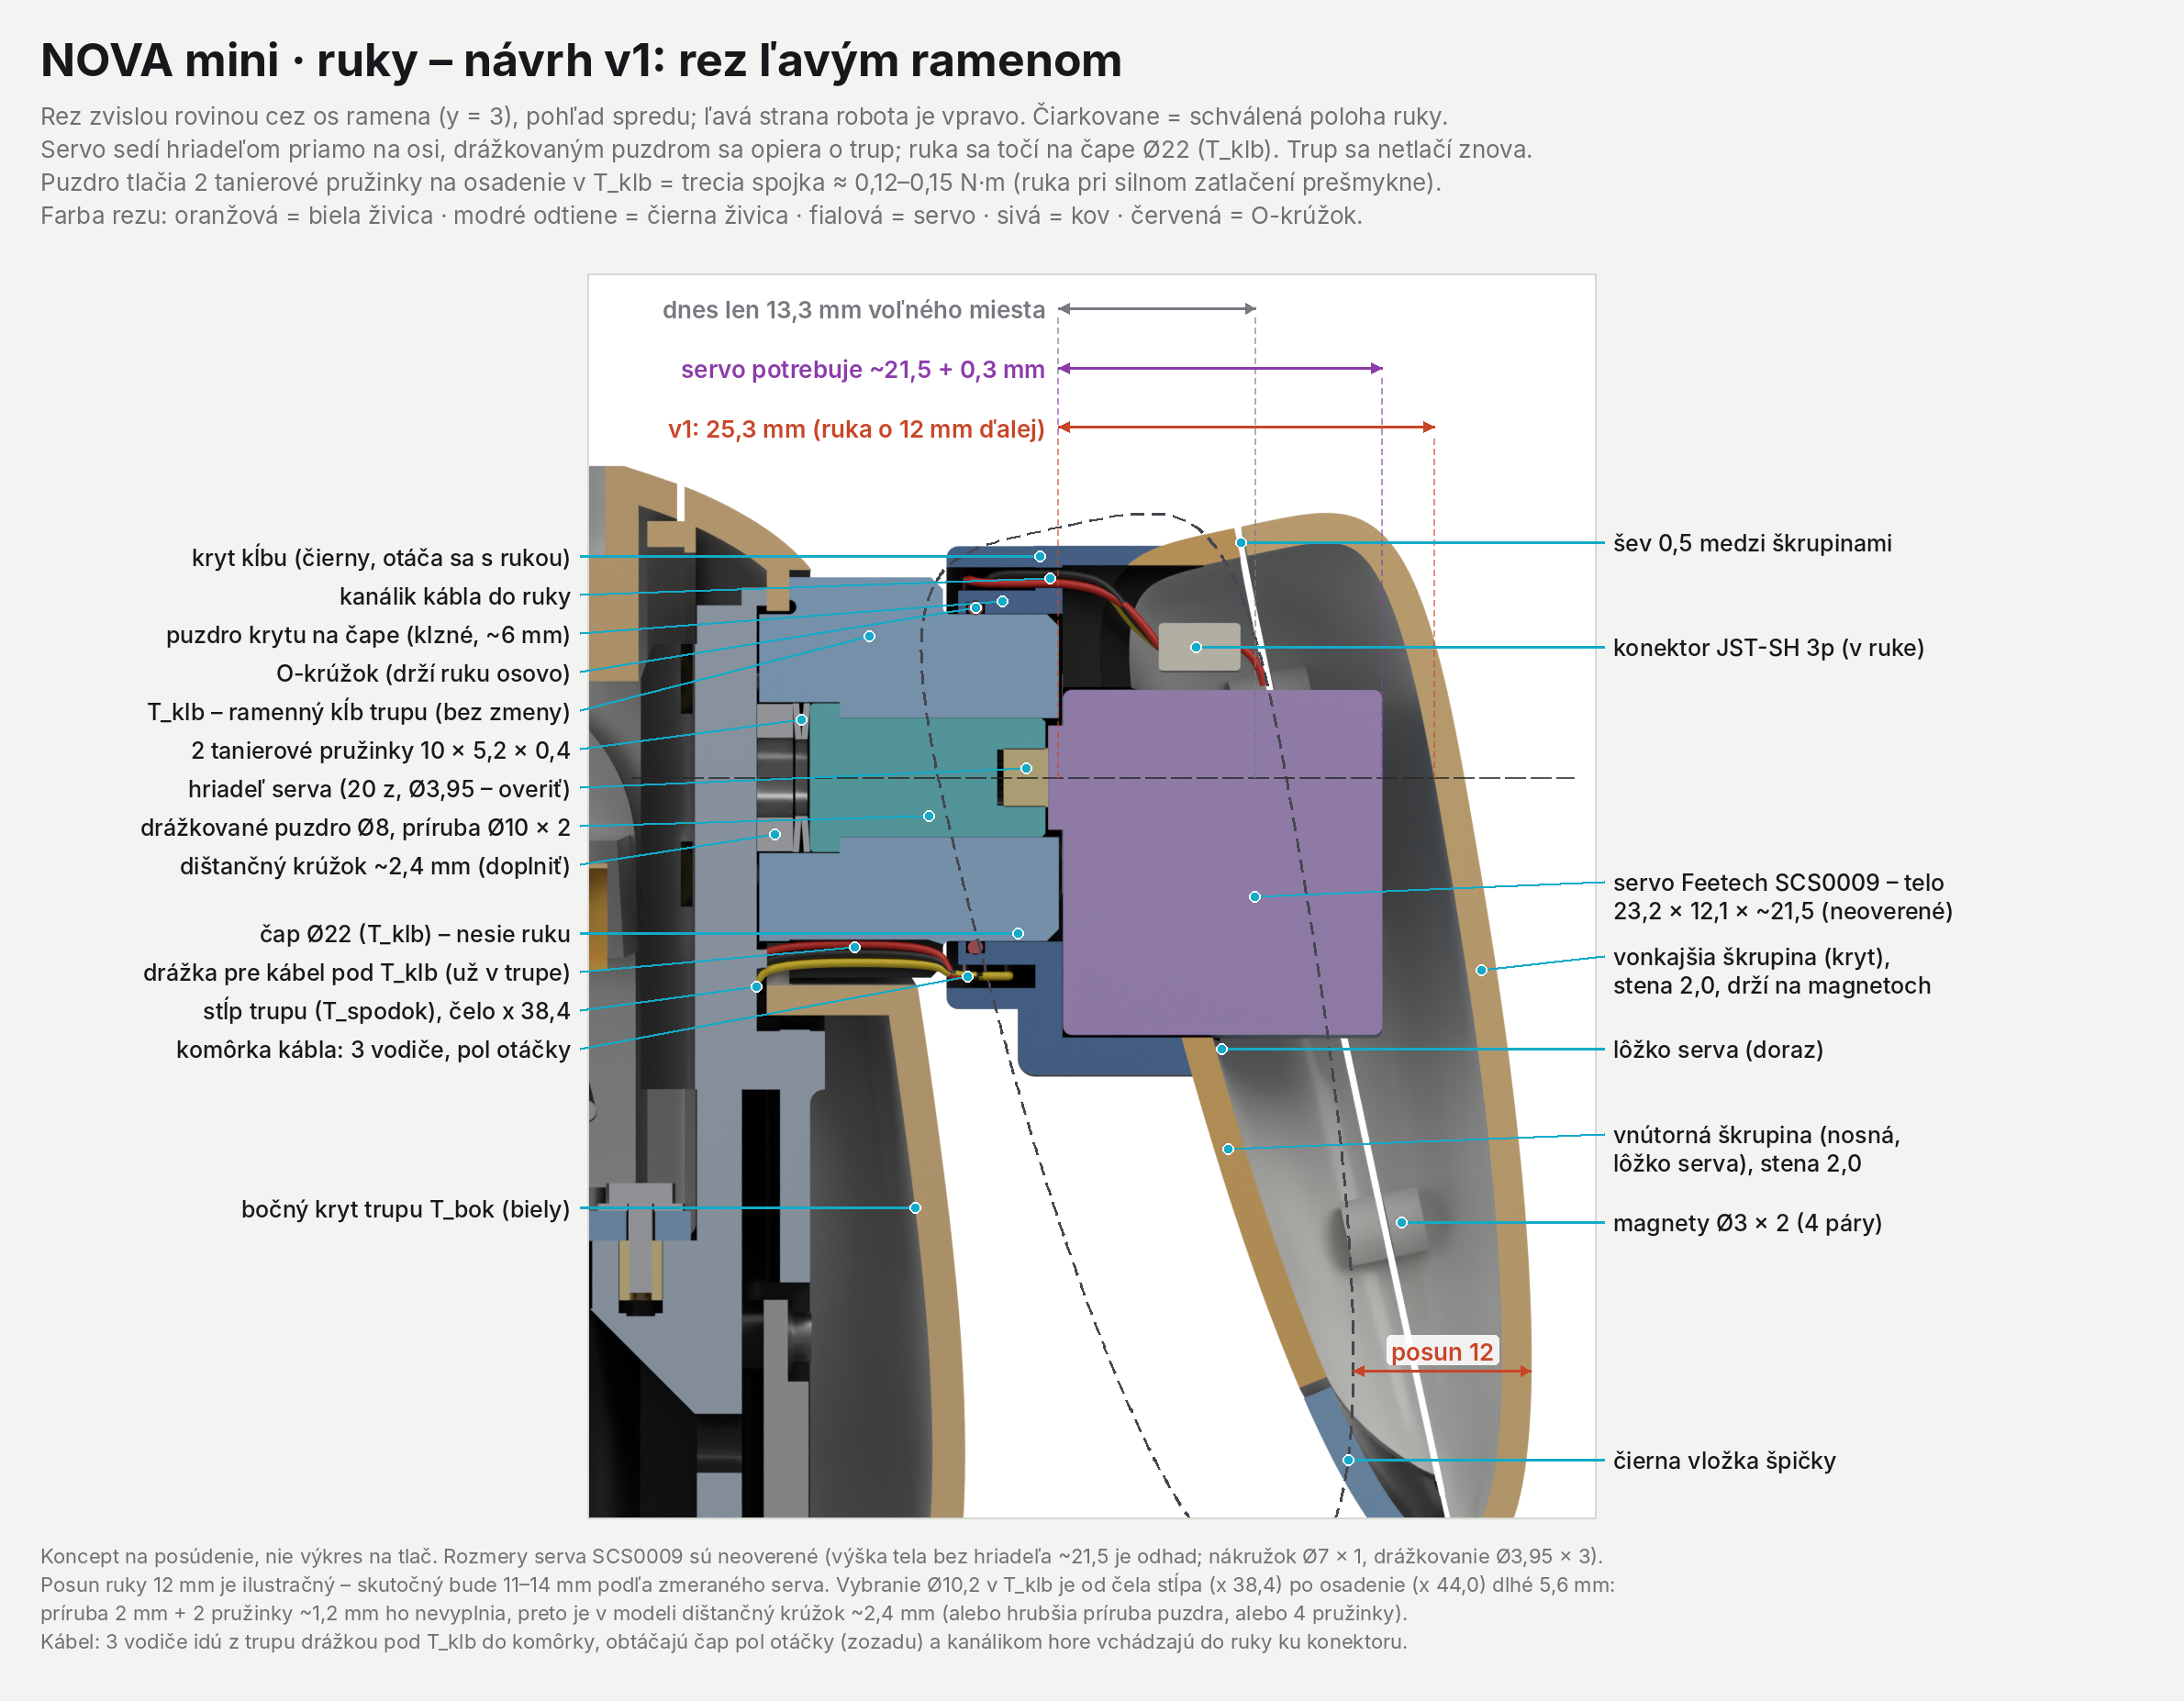 NOVA mini · ruky – návrh v1: rez ľavým ramenom
Rez zvislou rovinou cez os ramena (y = 3), pohľad spredu; ľavá strana robota je vpravo. Čiarkovane = schválená poloha ruky.
Servo sedí hriadeľom priamo na osi, drážkovaným puzdrom sa opiera o trup; ruka sa točí na čape Ø22 (T_klb). Trup sa netlačí znova.
Puzdro tlačia 2 tanierové pružinky na osadenie v T_klb = trecia spojka ≈ 0,12–0,15 N·m (ruka pri silnom zatlačení prešmykne).
Farba rezu: oranžová = biela živica · modré odtiene = čierna živica · fialová = servo · sivá = kov · červená = O-krúžok.
dnes len 13,3 mm voľného miesta
servo potrebuje ~21,5 + 0,3 mm
v1: 25,3 mm (ruka o 12 mm ďalej)
kryt kĺbu (čierny, otáča sa s rukou)
kanálik kábla do ruky
puzdro krytu na čape (klzné, ~6 mm)
O-krúžok (drží ruku osovo)
T_klb – ramenný kĺb trupu (bez zmeny)
2 tanierové pružinky 10 × 5,2 × 0,4
hriadeľ serva (20 z, Ø3,95 – overiť)
drážkované puzdro Ø8, príruba Ø10 × 2
dištančný krúžok ~2,4 mm (doplniť)
čap Ø22 (T_klb) – nesie ruku
drážka pre kábel pod T_klb (už v trupe)
stĺp trupu (T_spodok), čelo x 38,4
komôrka kábla: 3 vodiče, pol otáčky
bočný kryt trupu T_bok (biely)
šev 0,5 medzi škrupinami
konektor JST-SH 3p (v ruke)
servo Feetech SCS0009 – telo
23,2 × 12,1 × ~21,5 (neoverené)
vonkajšia škrupina (kryt),
stena 2,0, drží na magnetoch
lôžko serva (doraz)
vnútorná škrupina (nosná,
lôžko serva), stena 2,0
magnety Ø3 × 2 (4 páry)
posun 12
čierna vložka špičky
Koncept na posúdenie, nie výkres na tlač. Rozmery serva SCS0009 sú neoverené (výška tela bez hriadeľa ~21,5 je odhad; nákružok Ø7 × 1, drážkovanie Ø3,95 × 3).
Posun ruky 12 mm je ilustračný – skutočný bude 11–14 mm podľa zmeraného serva. Vybranie Ø10,2 v T_klb je od čela stĺpa (x 38,4) po osadenie (x 44,0) dlhé 5,6 mm:
príruba 2 mm + 2 pružinky ~1,2 mm ho nevyplnia, preto je v modeli dištančný krúžok ~2,4 mm (alebo hrubšia príruba puzdra, alebo 4 pružinky).
Kábel: 3 vodiče idú z trupu drážkou pod T_klb do komôrky, obtáčajú čap pol otáčky (zozadu) a kanálikom hore vchádzajú do ruky ku konektoru.